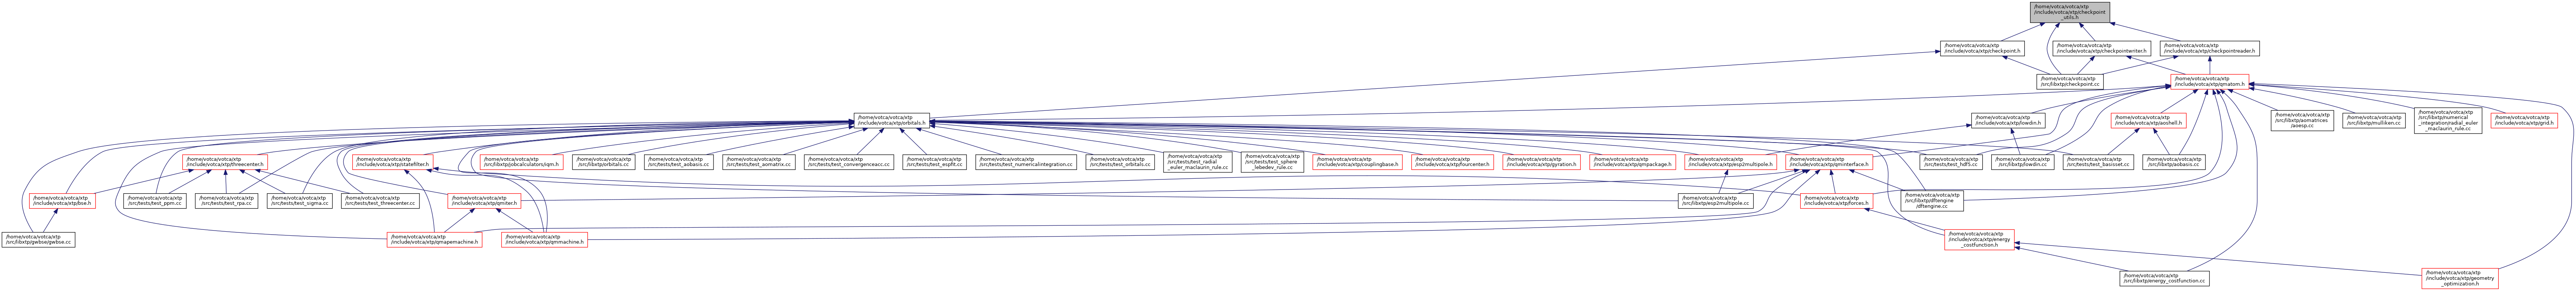 /home/votca/votca/xtp
/include/votca/xtp/checkpoint
_utils.h
/home/votca/votca/xtp
/include/votca/xtp/checkpoint.h
/home/votca/votca/xtp
/include/votca/xtp/checkpointwriter.h
/home/votca/votca/xtp
/include/votca/xtp/checkpointreader.h
/home/votca/votca/xtp
/src/libxtp/checkpoint.cc
/home/votca/votca/xtp
/include/votca/xtp/qmatom.h
/home/votca/votca/xtp
/include/votca/xtp/orbitals.h
/home/votca/votca/xtp
/include/votca/xtp/lowdin.h
/home/votca/votca/xtp
/include/votca/xtp/aoshell.h
/home/votca/votca/xtp
/src/libxtp/aomatrices
/aoesp.cc
/home/votca/votca/xtp
/src/libxtp/mulliken.cc
/home/votca/votca/xtp
/src/libxtp/numerical
_integration/radial_euler
_maclaurin_rule.cc
/home/votca/votca/xtp
/include/votca/xtp/grid.h
/home/votca/votca/xtp
/include/votca/xtp/threecenter.h
/home/votca/votca/xtp
/include/votca/xtp/statefilter.h
/home/votca/votca/xtp
/src/libxtp/jobcalculators/iqm.h
/home/votca/votca/xtp
/src/libxtp/orbitals.cc
/home/votca/votca/xtp
/src/tests/test_aobasis.cc
/home/votca/votca/xtp
/src/tests/test_aomatrix.cc
/home/votca/votca/xtp
/src/tests/test_convergenceacc.cc
/home/votca/votca/xtp
/src/tests/test_espfit.cc
/home/votca/votca/xtp
/src/tests/test_numericalintegration.cc
/home/votca/votca/xtp
/src/tests/test_orbitals.cc
/home/votca/votca/xtp
/src/tests/test_radial
_euler_maclaurin_rule.cc
/home/votca/votca/xtp
/src/tests/test_sphere
_lebedev_rule.cc
/home/votca/votca/xtp
/include/votca/xtp/couplingbase.h
/home/votca/votca/xtp
/include/votca/xtp/fourcenter.h
/home/votca/votca/xtp
/include/votca/xtp/gyration.h
/home/votca/votca/xtp
/include/votca/xtp/qmpackage.h
/home/votca/votca/xtp
/include/votca/xtp/esp2multipole.h
/home/votca/votca/xtp
/include/votca/xtp/qminterface.h
/home/votca/votca/xtp
/src/tests/test_hdf5.cc
/home/votca/votca/xtp
/src/libxtp/lowdin.cc
/home/votca/votca/xtp
/src/tests/test_basisset.cc
/home/votca/votca/xtp
/src/libxtp/aobasis.cc
/home/votca/votca/xtp
/include/votca/xtp/bse.h
/home/votca/votca/xtp
/src/tests/test_ppm.cc
/home/votca/votca/xtp
/src/tests/test_rpa.cc
/home/votca/votca/xtp
/src/tests/test_sigma.cc
/home/votca/votca/xtp
/src/tests/test_threecenter.cc
/home/votca/votca/xtp
/include/votca/xtp/qmiter.h
/home/votca/votca/xtp
/src/libxtp/esp2multipole.cc
/home/votca/votca/xtp
/include/votca/xtp/forces.h
/home/votca/votca/xtp
/src/libxtp/dftengine
/dftengine.cc
/home/votca/votca/xtp
/src/libxtp/gwbse/gwbse.cc
/home/votca/votca/xtp
/include/votca/xtp/qmapemachine.h
/home/votca/votca/xtp
/include/votca/xtp/qmmachine.h
/home/votca/votca/xtp
/include/votca/xtp/energy
_costfunction.h
/home/votca/votca/xtp
/src/libxtp/energy_costfunction.cc
/home/votca/votca/xtp
/include/votca/xtp/geometry
_optimization.h